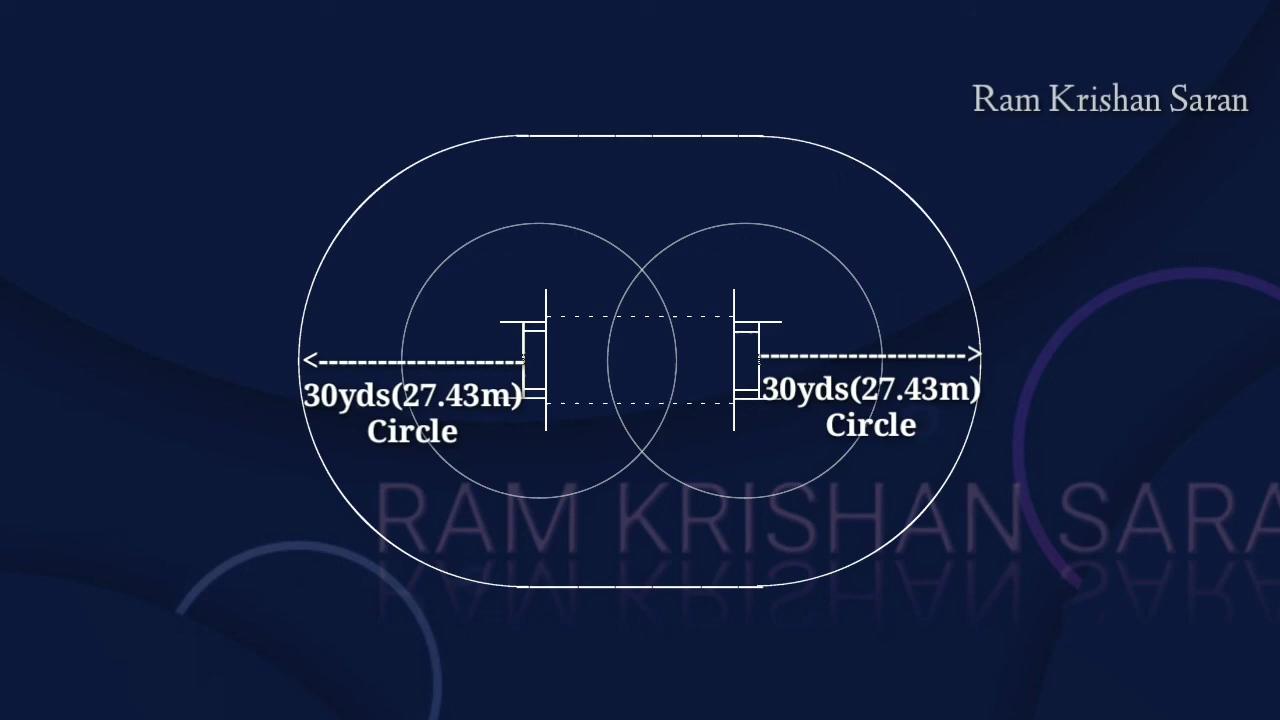 Ram Krishan Saran
30yds(27.43m)
Circle
30yds(27.43m)
Circle
RAM KRISHAN SARA